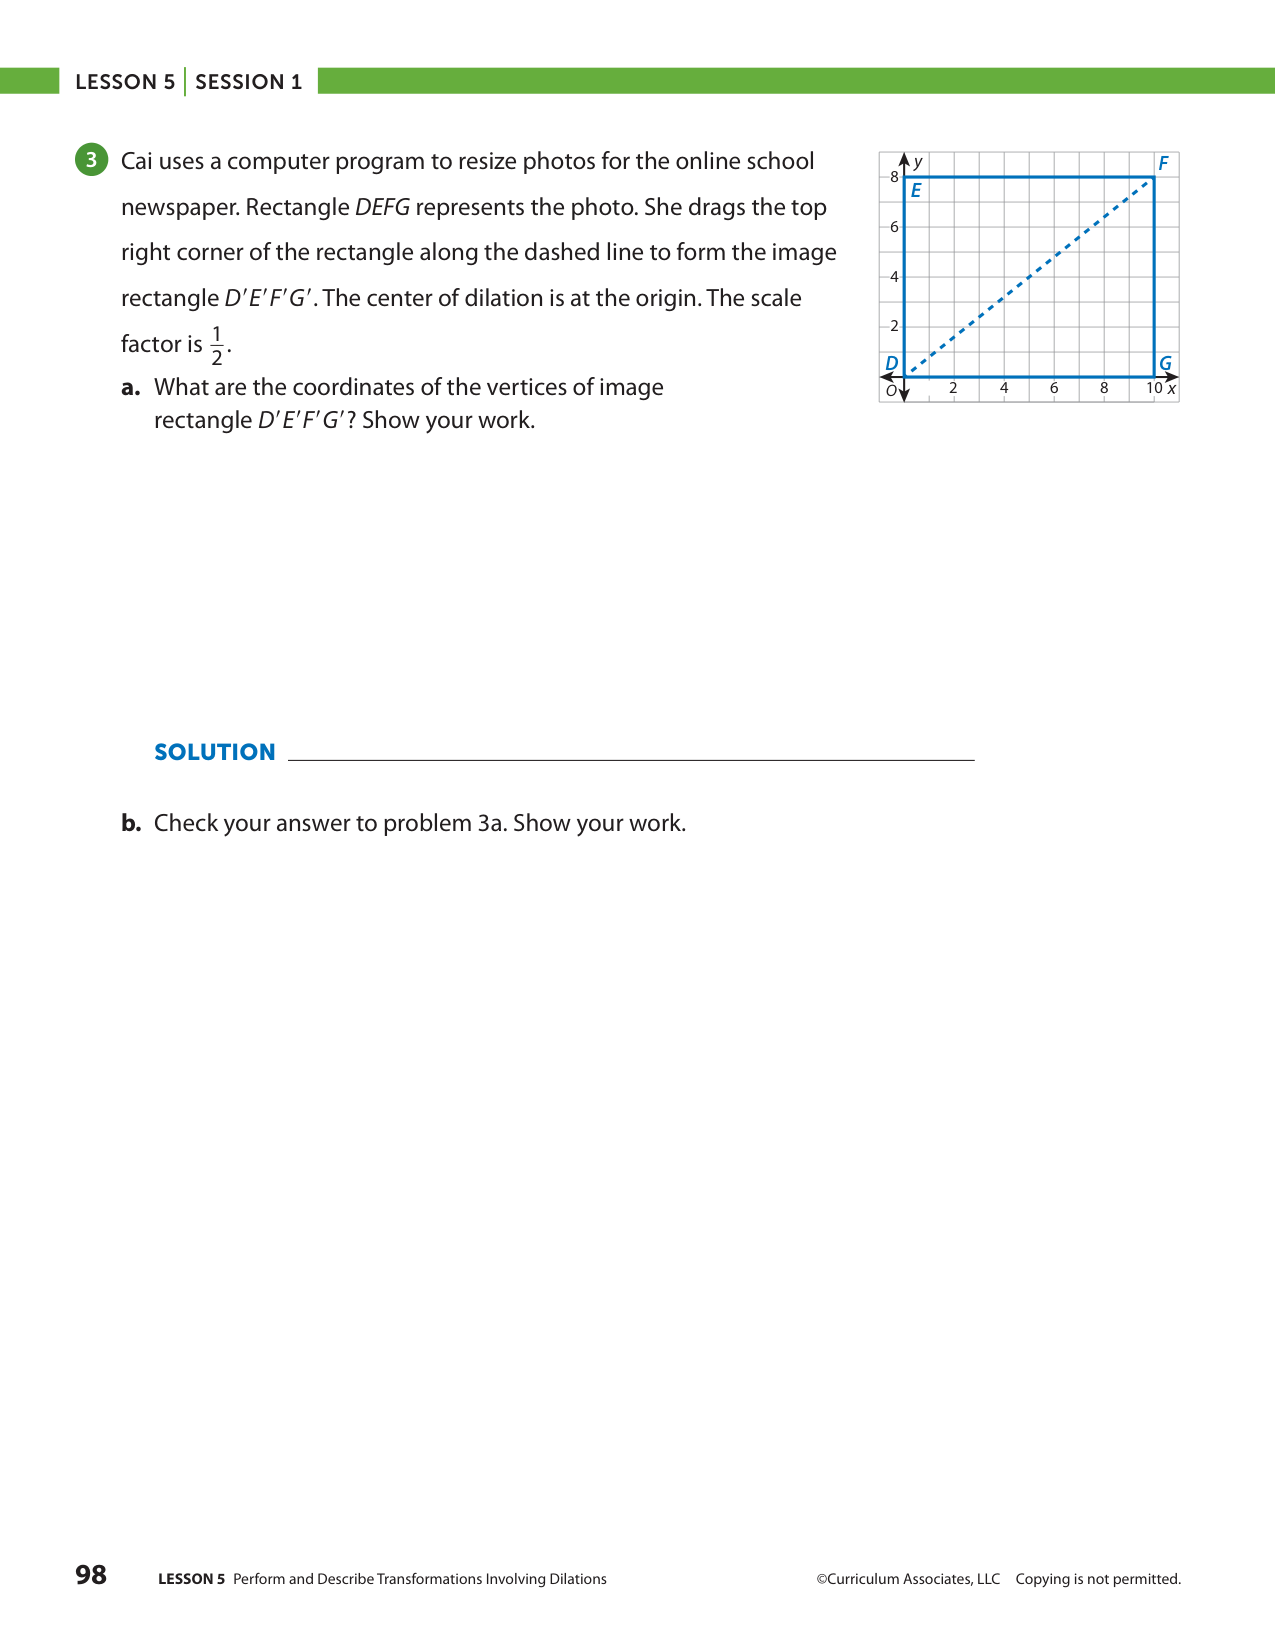 LESSON 5 | SESSION 1
3 Cai uses a computer program to resize photos for the online school
newspaper. Rectangle DEFG represents the photo. She drags the top
right corner of the rectangle along the dashed line to form the image
rectangle D′E′F′G′. The center of dilation is at the origin. The scale
factor is 1/2.
a. What are the coordinates of the vertices of image
rectangle D′E′F′G′? Show your work.
y
F
8
E
6
4
2
D
G
O
2 4 6 8 10 x
SOLUTION
b. Check your answer to problem 3a. Show your work.
98 LESSON 5 Perform and Describe Transformations Involving Dilations ©Curriculum Associates, LLC Copying is not permitted.